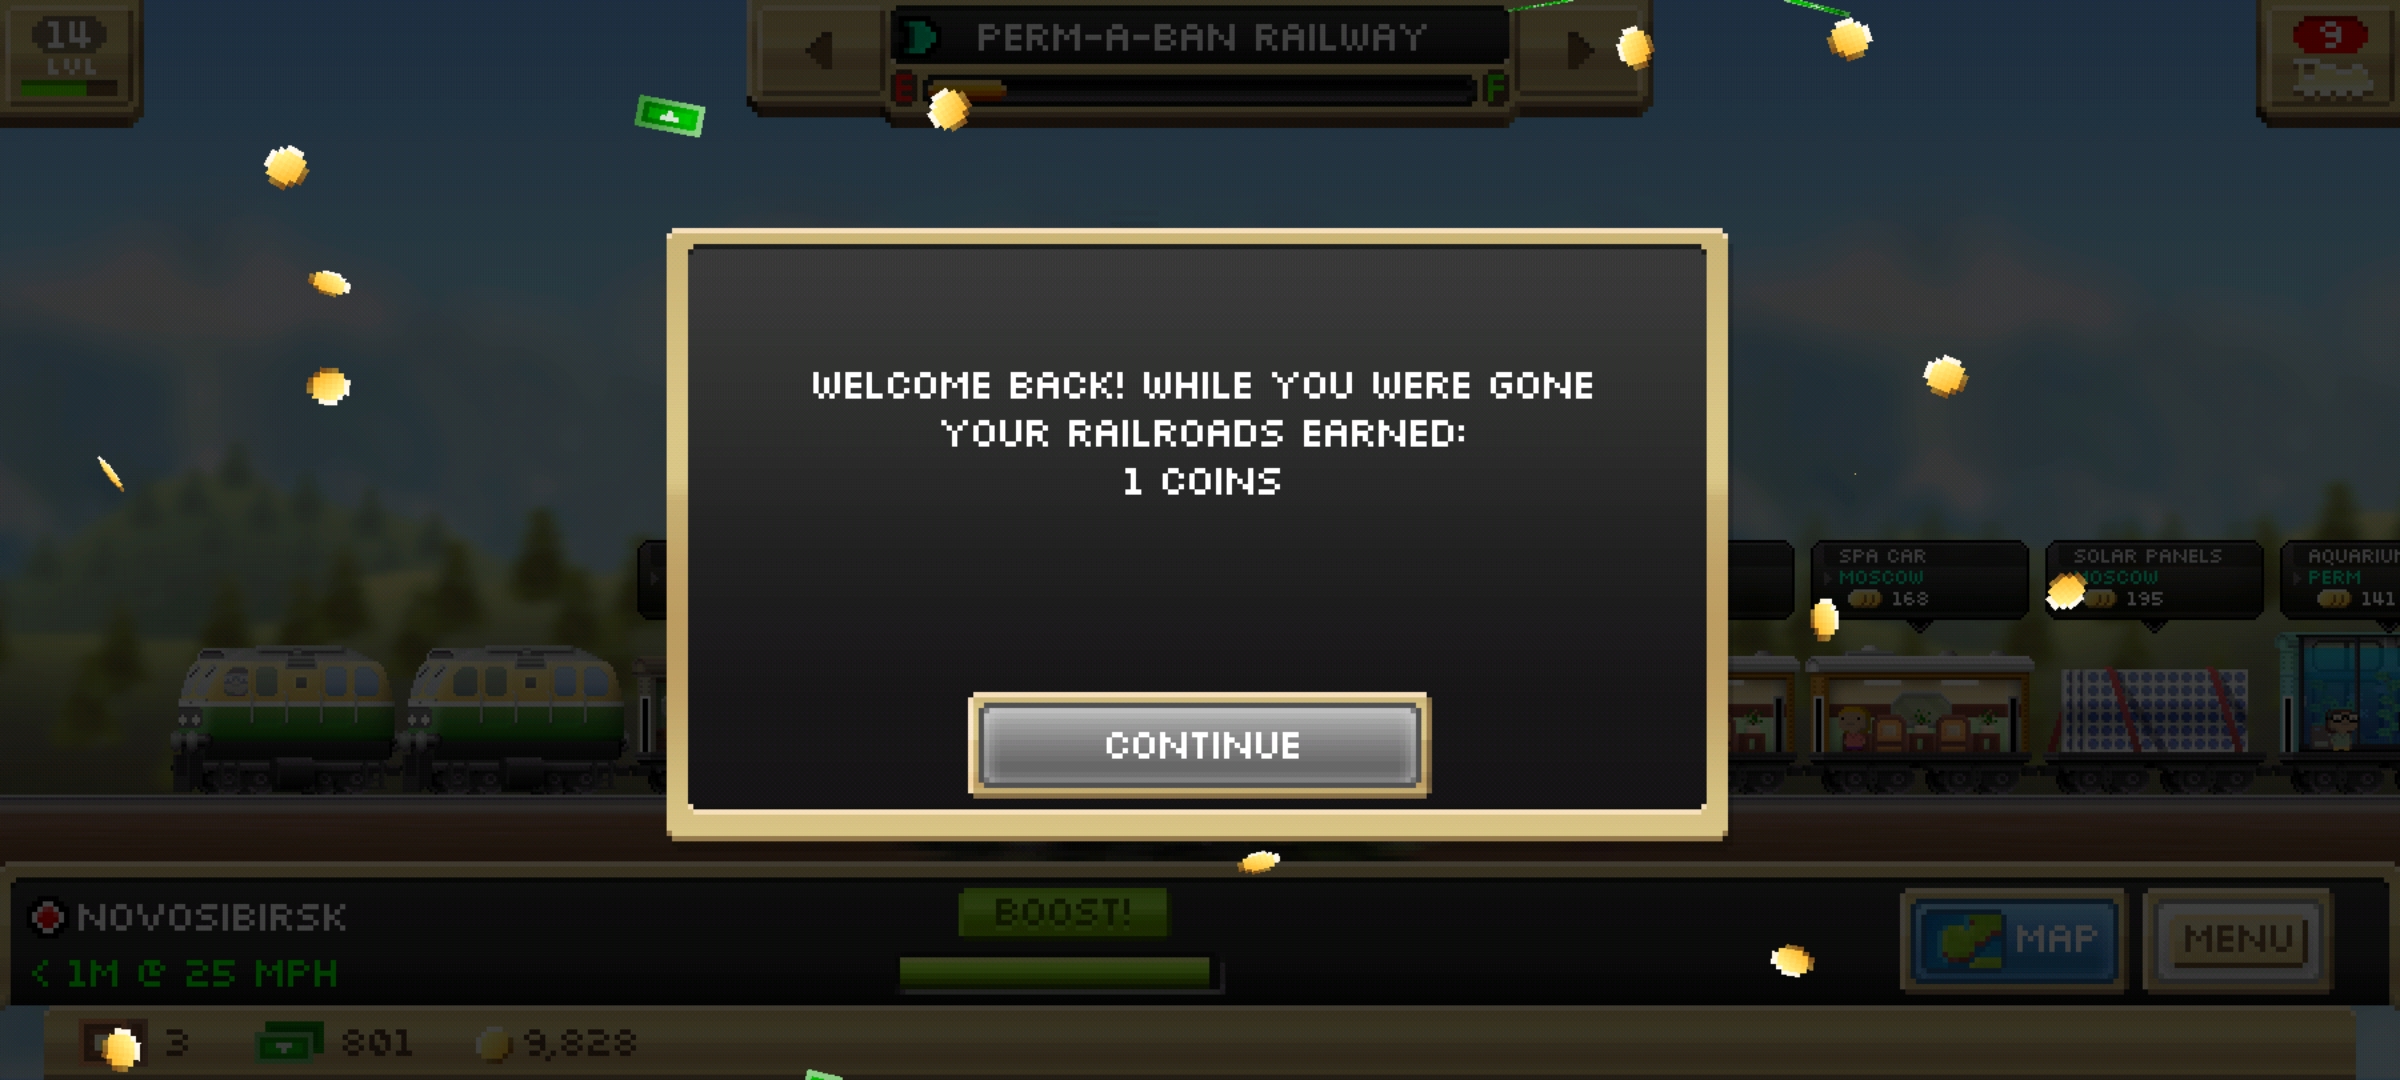 14
LVL
PERM-A-BAN RAILWAY
E
F
9
WELCOME BACK! WHILE YOU WERE GONE
YOUR RAILROADS EARNED:
1 COINS
CONTINUE
SPA CAR
MOSCOW
168
SOLAR PANELS
MOSCOW
195
AQUARIU
PERM
141
NOVOSIBIRSK
< 1M @ 25 MPH
BOOST!
MAP
MENU
3
801
9,828